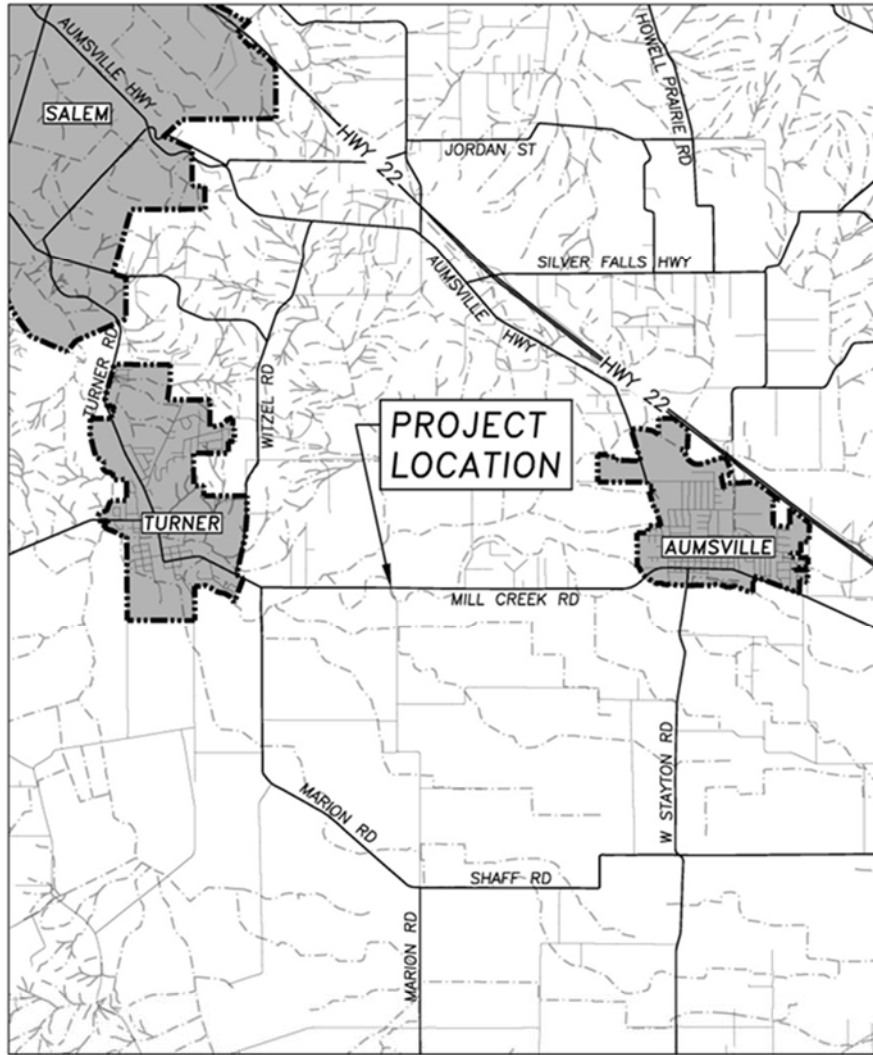 AUMSVILLE HWY
SALEM
HOWELL PRAIRIE RD
HWY 22
JORDAN ST
SILVER FALLS HWY
AUMSVILLE HWY
TURNER RD
WITZEL RD
HWY 22
PROJECT
LOCATION
TURNER
AUMSVILLE
MILL CREEK RD
W STAYTON RD
MARION RD
SHAFF RD
MARION RD